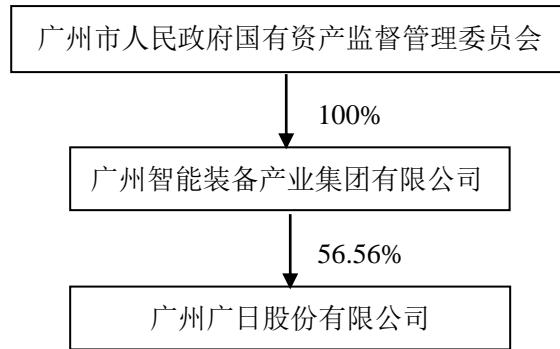 广州市人民政府国有资产监督管理委员会
100%
广州智能装备产业集团有限公司
56.56%
广州广日股份有限公司